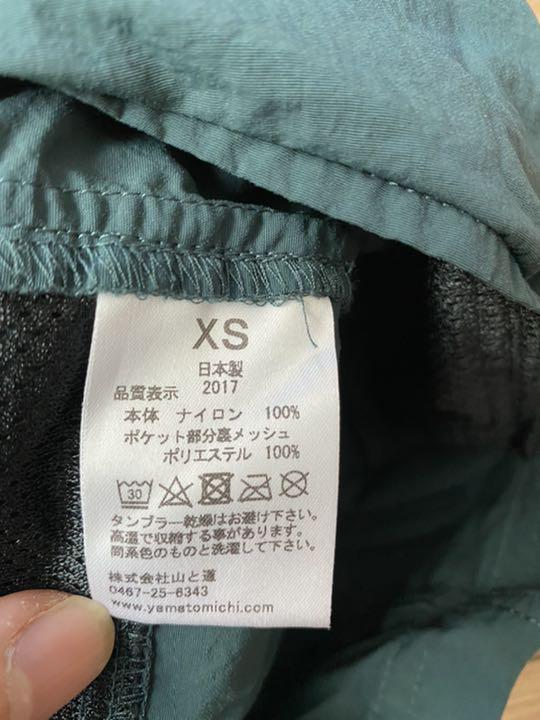 XS
日本製
品質表示 2017
本体 ナイロン 100%
ポケット部分裏メッシュ
ポリエステル 100%
30
タンブラー乾燥はお避け下さい。
高温で収縮する事があります。
同系色のものと洗濯して下さい。
株式会社山と道
0467-25-6343
www.yamatomichi.com